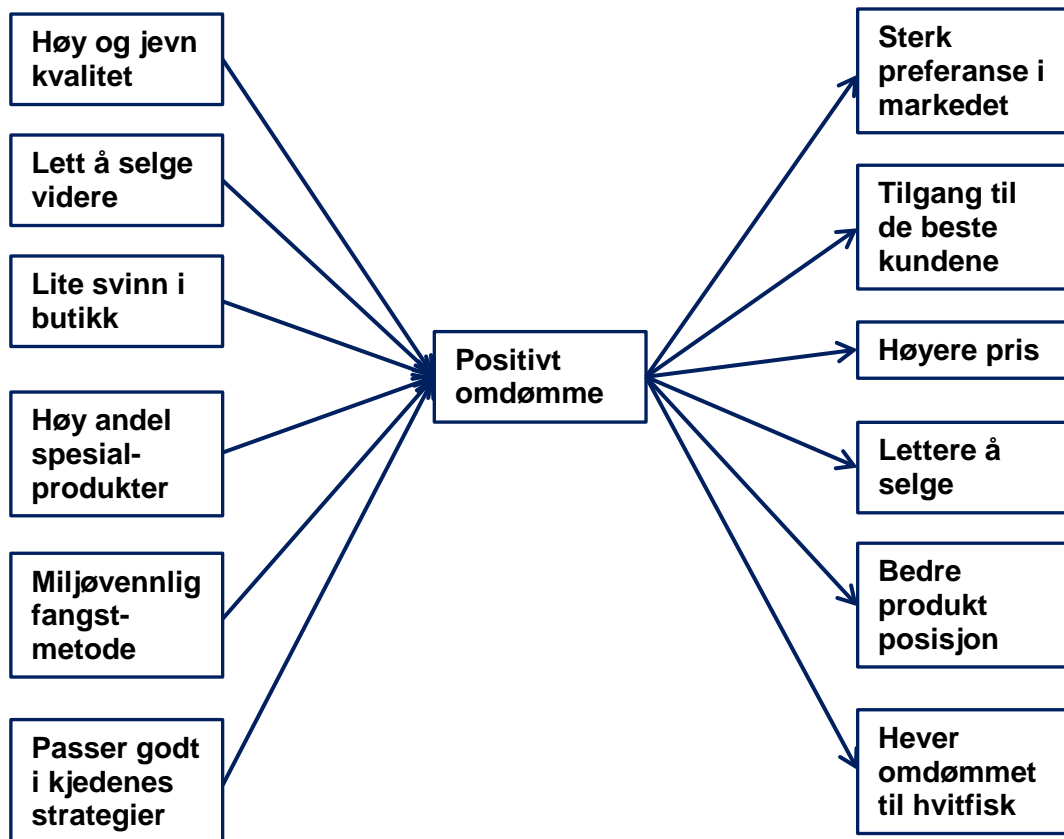 Høy og jevn
kvalitet
Lett å selge
videre
Lite svinn i
butikk
Høy andel
spesial-
produkter
Miljøvennlig
fangst-
metode
Passer godt
i kjedenes
strategier
Positivt
omdømme
Sterk
preferanse i
markedet
Tilgang til
de beste
kundene
Høyere pris
Lettere å
selge
Bedre
produkt
posisjon
Hever
omdømmet
til hvitfisk